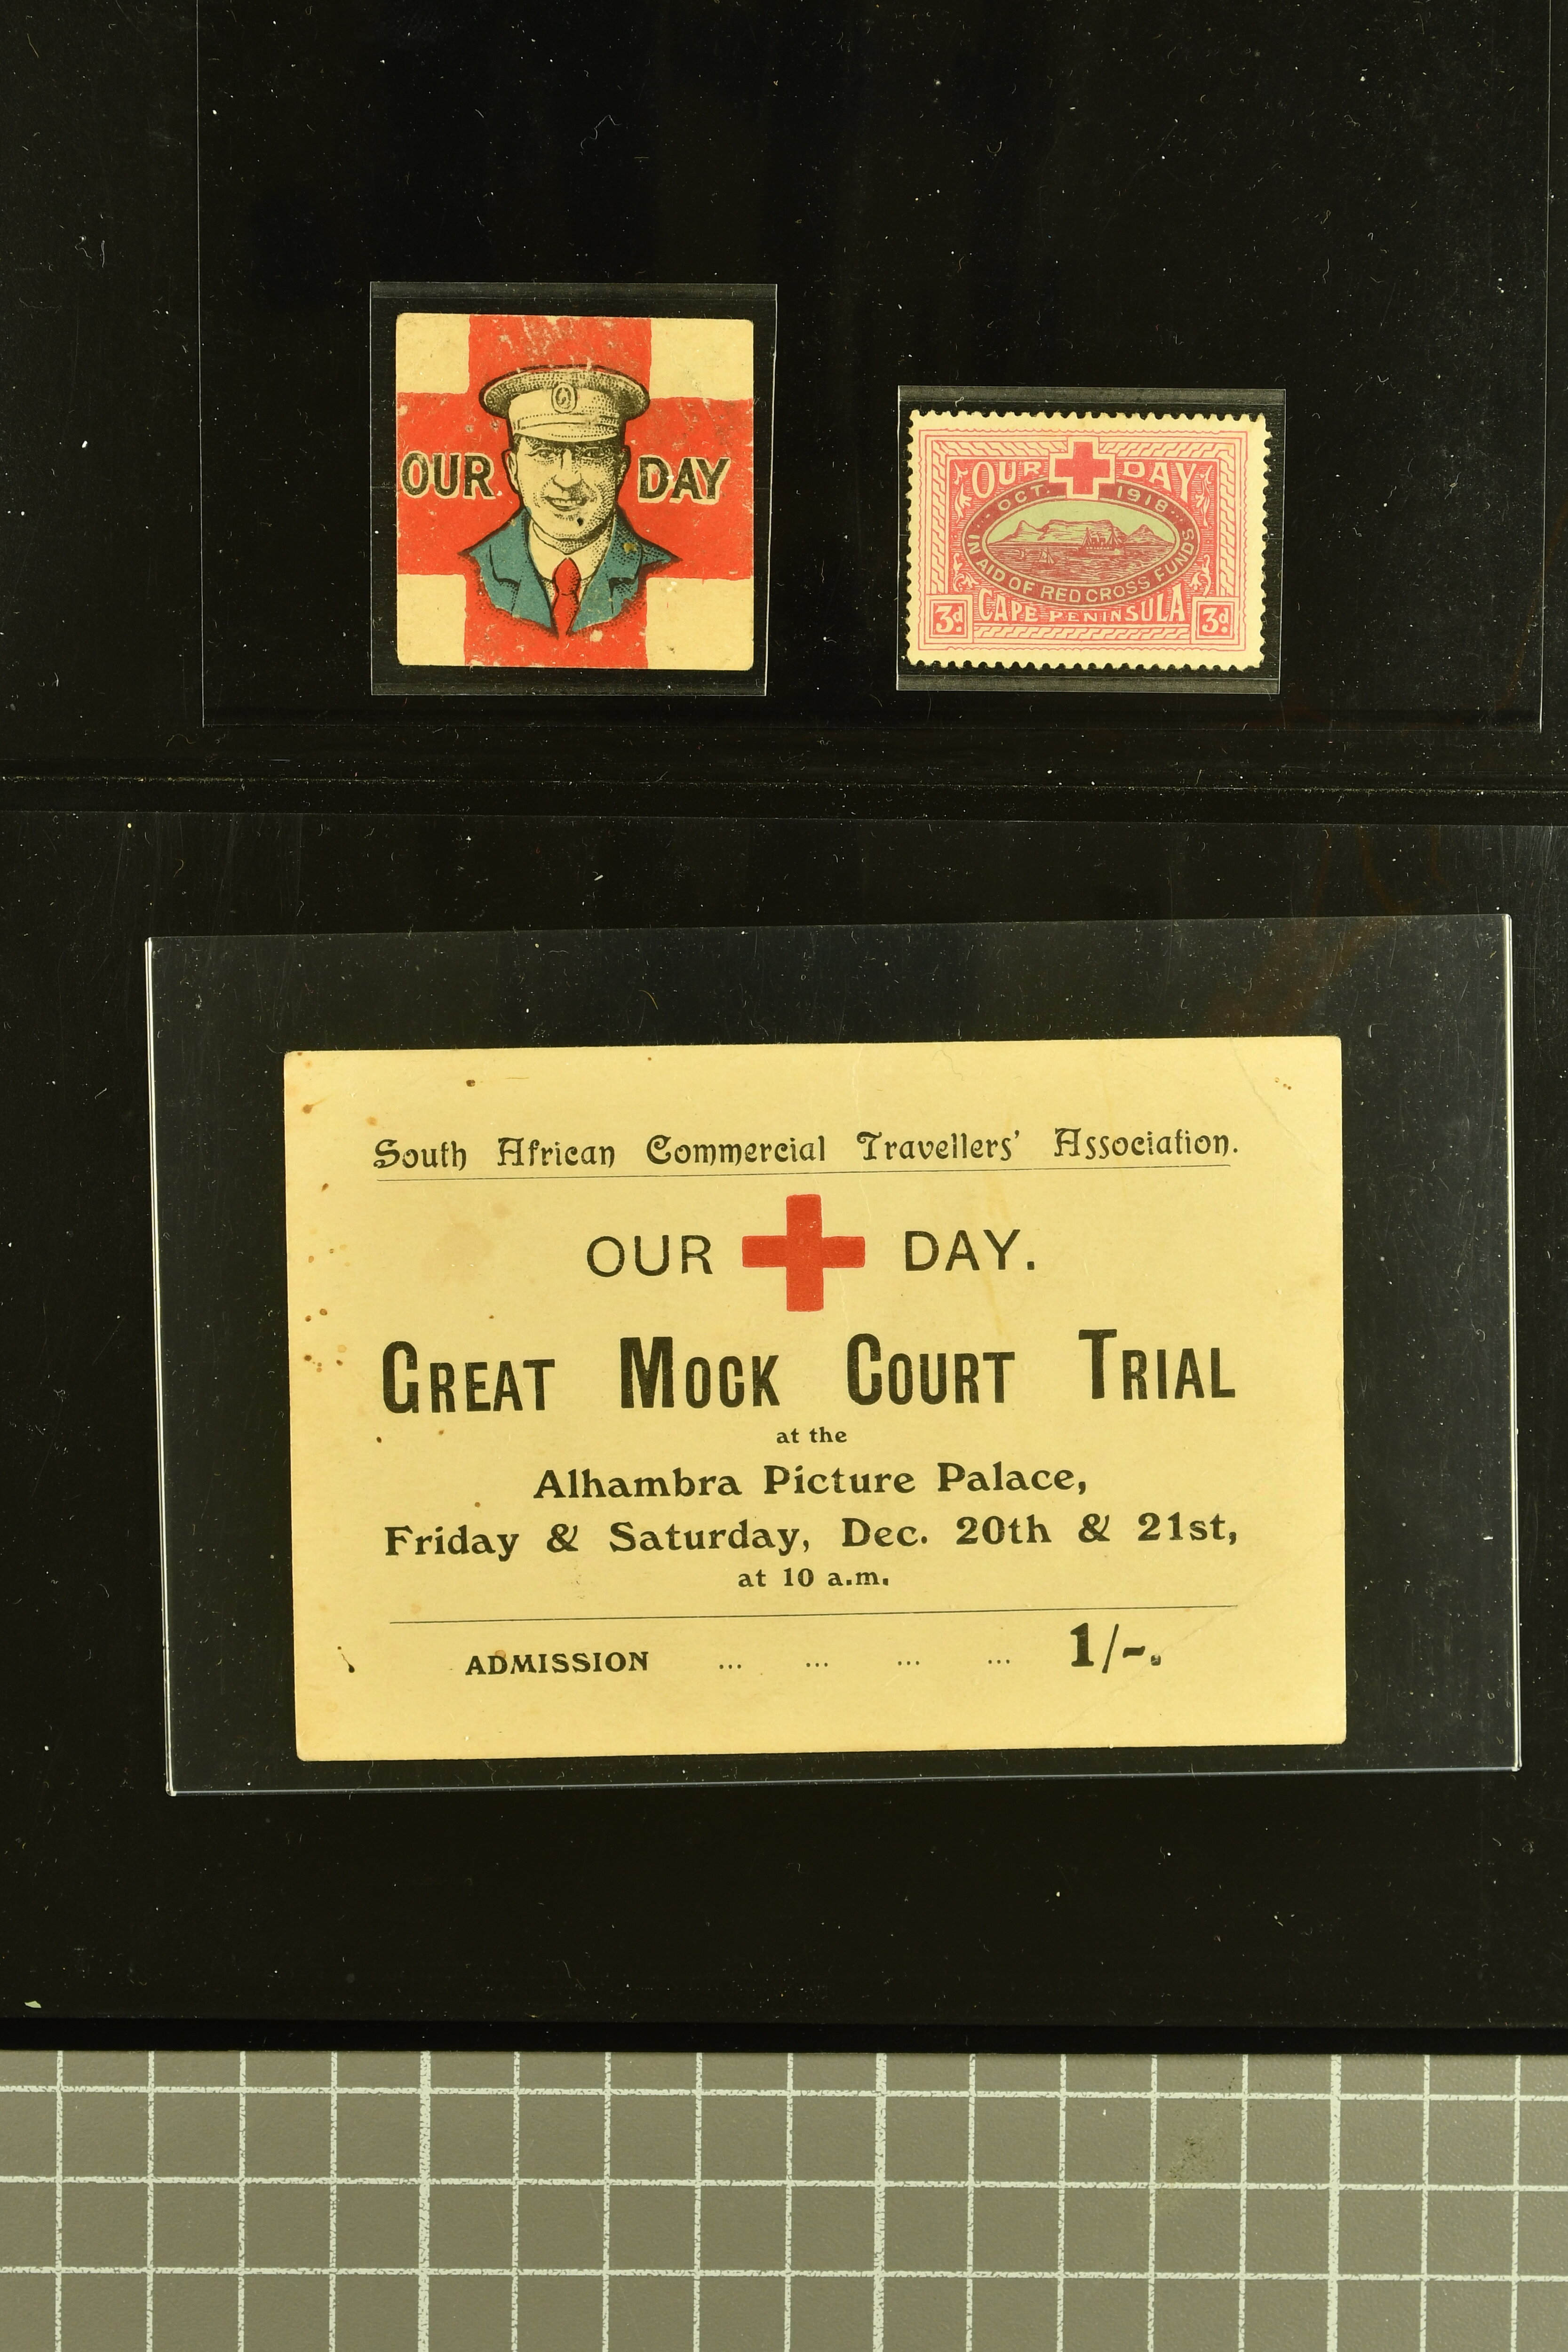 OUR DAY
OUR DAY
OCT. 1918
IN AID OF RED CROSS FUNDS
CAPE PENINSULA
3d. 3d.
South African Commercial Travellers' Association.
OUR DAY.
GREAT MOCK COURT TRIAL
at the
Alhambra Picture Palace,
Friday & Saturday, Dec. 20th & 21st,
at 10 a.m.
ADMISSION ... ... ... ... 1/-.